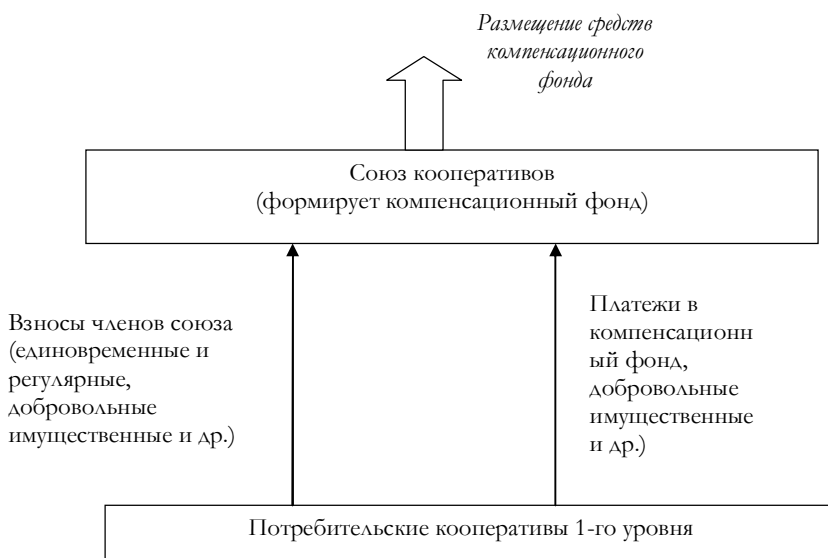 Размещение средств
компенсационного
фонда
Союз кооперативов
(формирует компенсационный фонд)
Взносы членов союза
(единовременные и
регулярные,
добровольные
имущественные и др.)
Платежи в
компенсационн
ый фонд,
добровольные
имущественные
и др.)
Потребительские кооперативы 1-го уровня